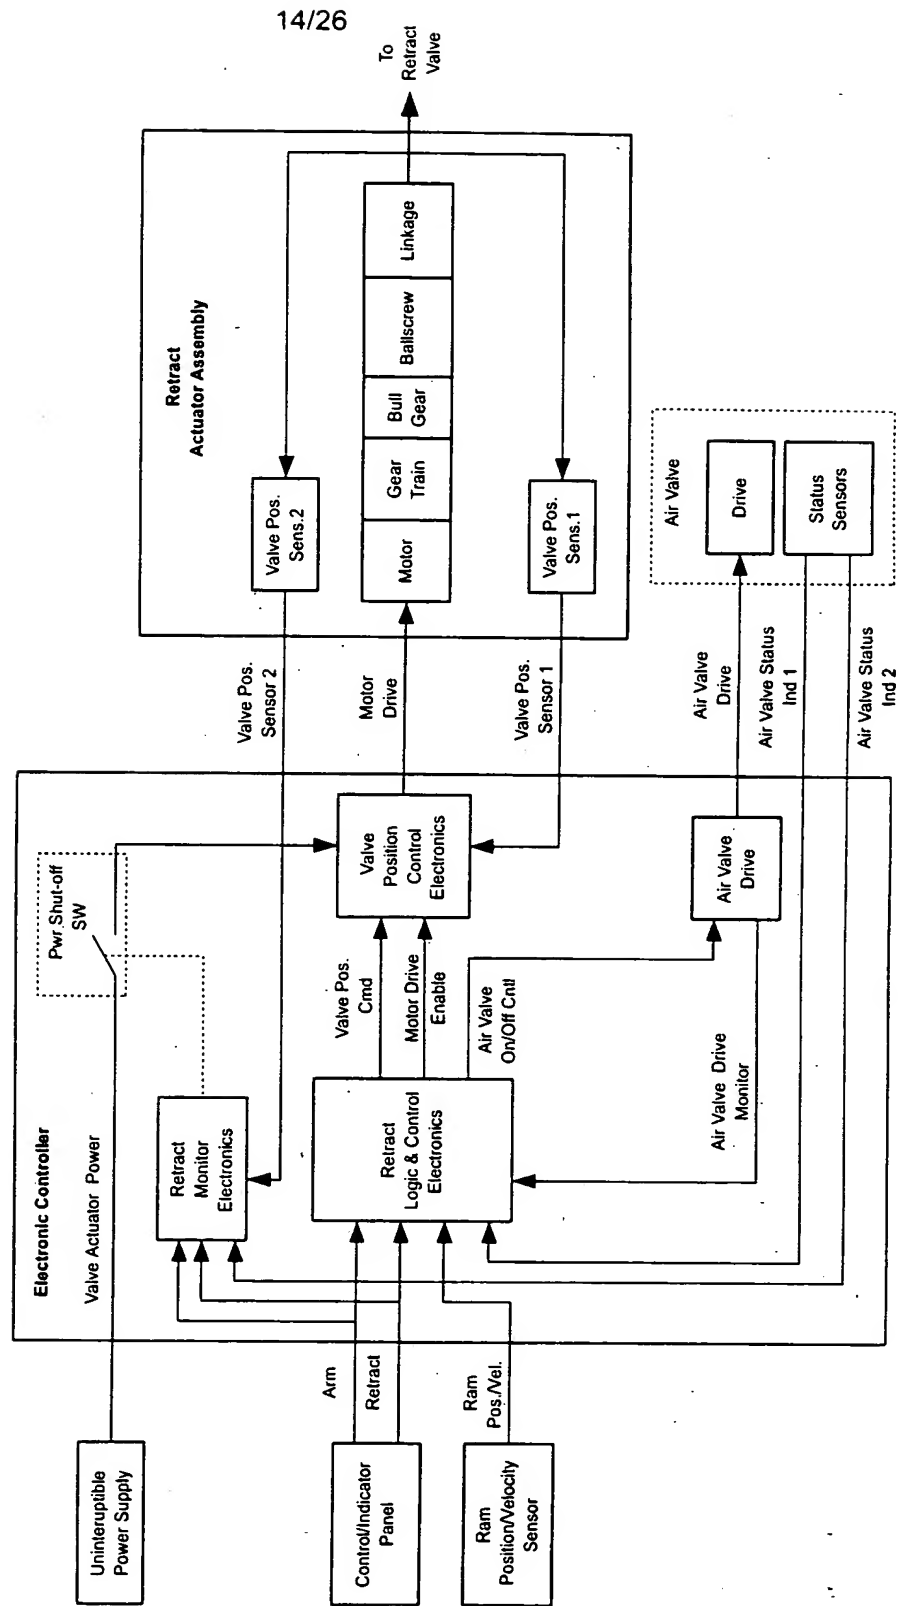 14/26
Electronic Controller
Valve Actuator Power
Pwr Shut-off
SW
Uninteruptible
Power Supply
Control/Indicator
Panel
Ram
Position/Velocity
Sensor
Arm
Retract
Ram
Pos./Vel.
Retract
Monitor
Electronics
Retract
Logic & Control
Electronics
Valve Pos.
Cmd
Motor Drive
Enable
Air Valve
On/Off Cntl
Air Valve Drive
Monitor
Valve
Position
Control
Electronics
Air Valve
Drive
Valve Pos.
Sensor 2
Motor
Drive
Valve Pos.
Sensor 1
Air Valve
Drive
Air Valve Status
Ind 1
Air Valve Status
Ind 2
Retract
Actuator Assembly
Valve Pos.
Sens.2
Motor
Gear
Train
Bull
Gear
Ballscrew
Linkage
Valve Pos.
Sens.1
To
Retract
Valve
Air Valve
Drive
Status
Sensors